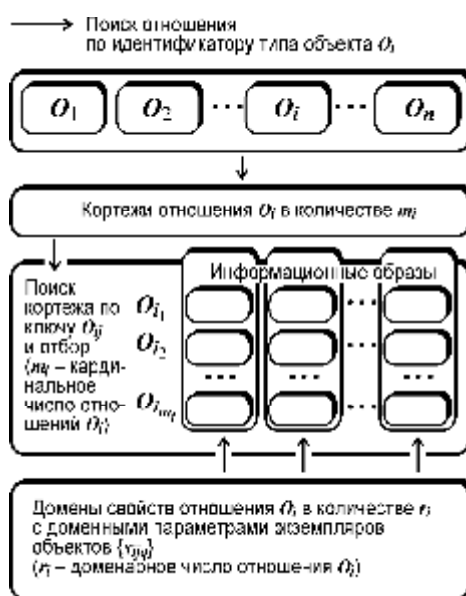 Поиск отношения
по идентификатору типа объекта Oi
O1 O2 ... Oi ... On
Кортежи отношения Oi в количестве mi
Информационные образы
Поиск
кортежа по
ключу Oij
и отбор
(mi – карди-
нальное
число отно-
шений Oi)
Oi1
...
Oi2
...
... ... ...
Oimi
...
Домены свойств отношения Oi в количестве ri
с доменными параметрами экземпляров
объектов {vijq}
(ri – доменарное число отношения Oi)